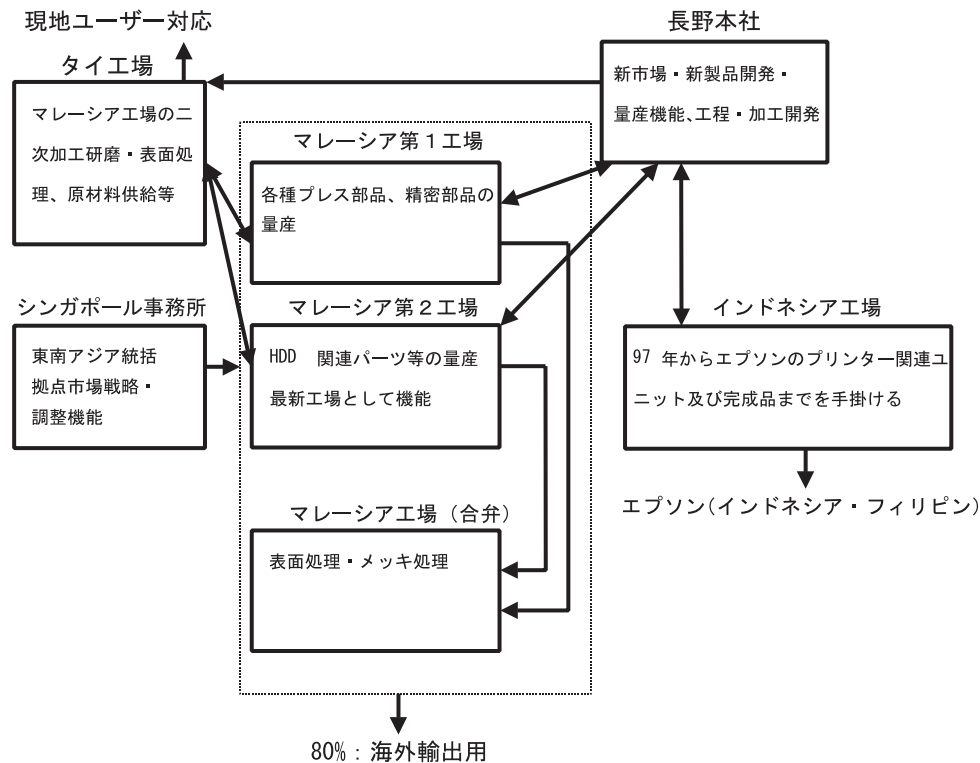 現地ユーザー対応
タイ工場
マレーシア工場の二
次加工研磨・表面処
理、原材料供給等
長野本社
新市場・新製品開発・
量産機能、工程・加工開発
マレーシア第1工場
各種プレス部品、精密部品の
量産
シンガポール事務所
東南アジア統括
拠点市場戦略・
調整機能
マレーシア第2工場
HDD 関連パーツ等の量産
最新工場として機能
インドネシア工場
97 年からエプソンのプリンター関連ユ
ニット及び完成品までを手掛ける
エプソン(インドネシア・フィリピン)
マレーシア工場(合弁)
表面処理・メッキ処理
80%:海外輸出用